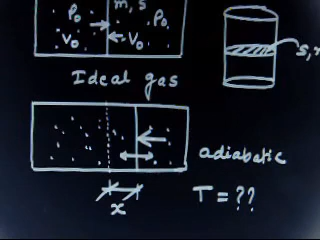 m, s
P₀ P₀
V₀ V₀
s, m
Ideal gas
adiabatic
x T = ??